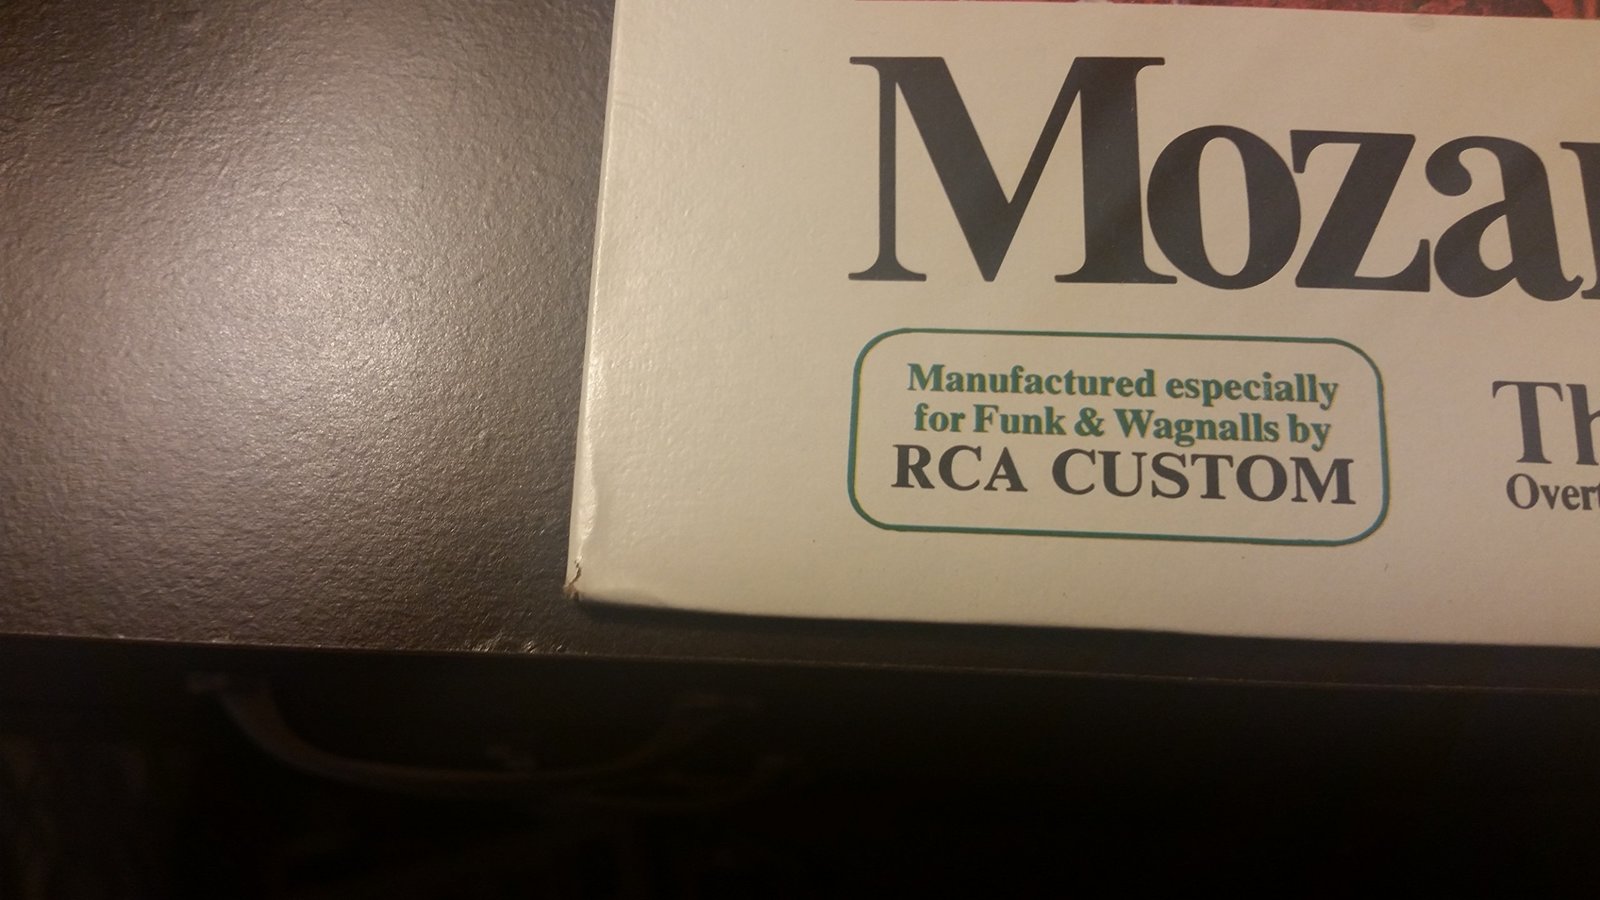 Mozar
Manufactured especially
for Funk & Wagnalls by
RCA CUSTOM
Th
Overt